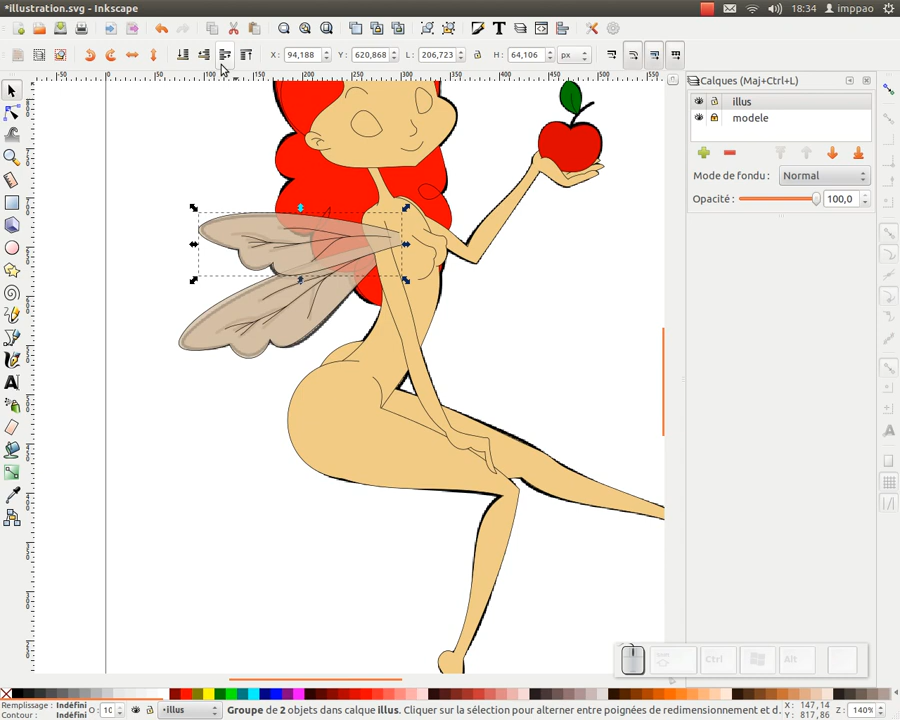 *illustration.svg - Inkscape
18:34 imppao
X: 94,188 Y: 620,868 L: 206,723 H: 64,106 px
Calques (Maj+L)
illus
modele
Mode de fondu : Normal
Opacité : 100,0
Ctrl Alt
Remplissage : Indéfini
Contour : Indéfini
O: 10
•illus
Groupe de 2 objets dans calque illus. Cliquer sur la sélection pour alterner entre poignées de redimensionnement et d.
X: 147,14
Y: 817,86
Z: 140%